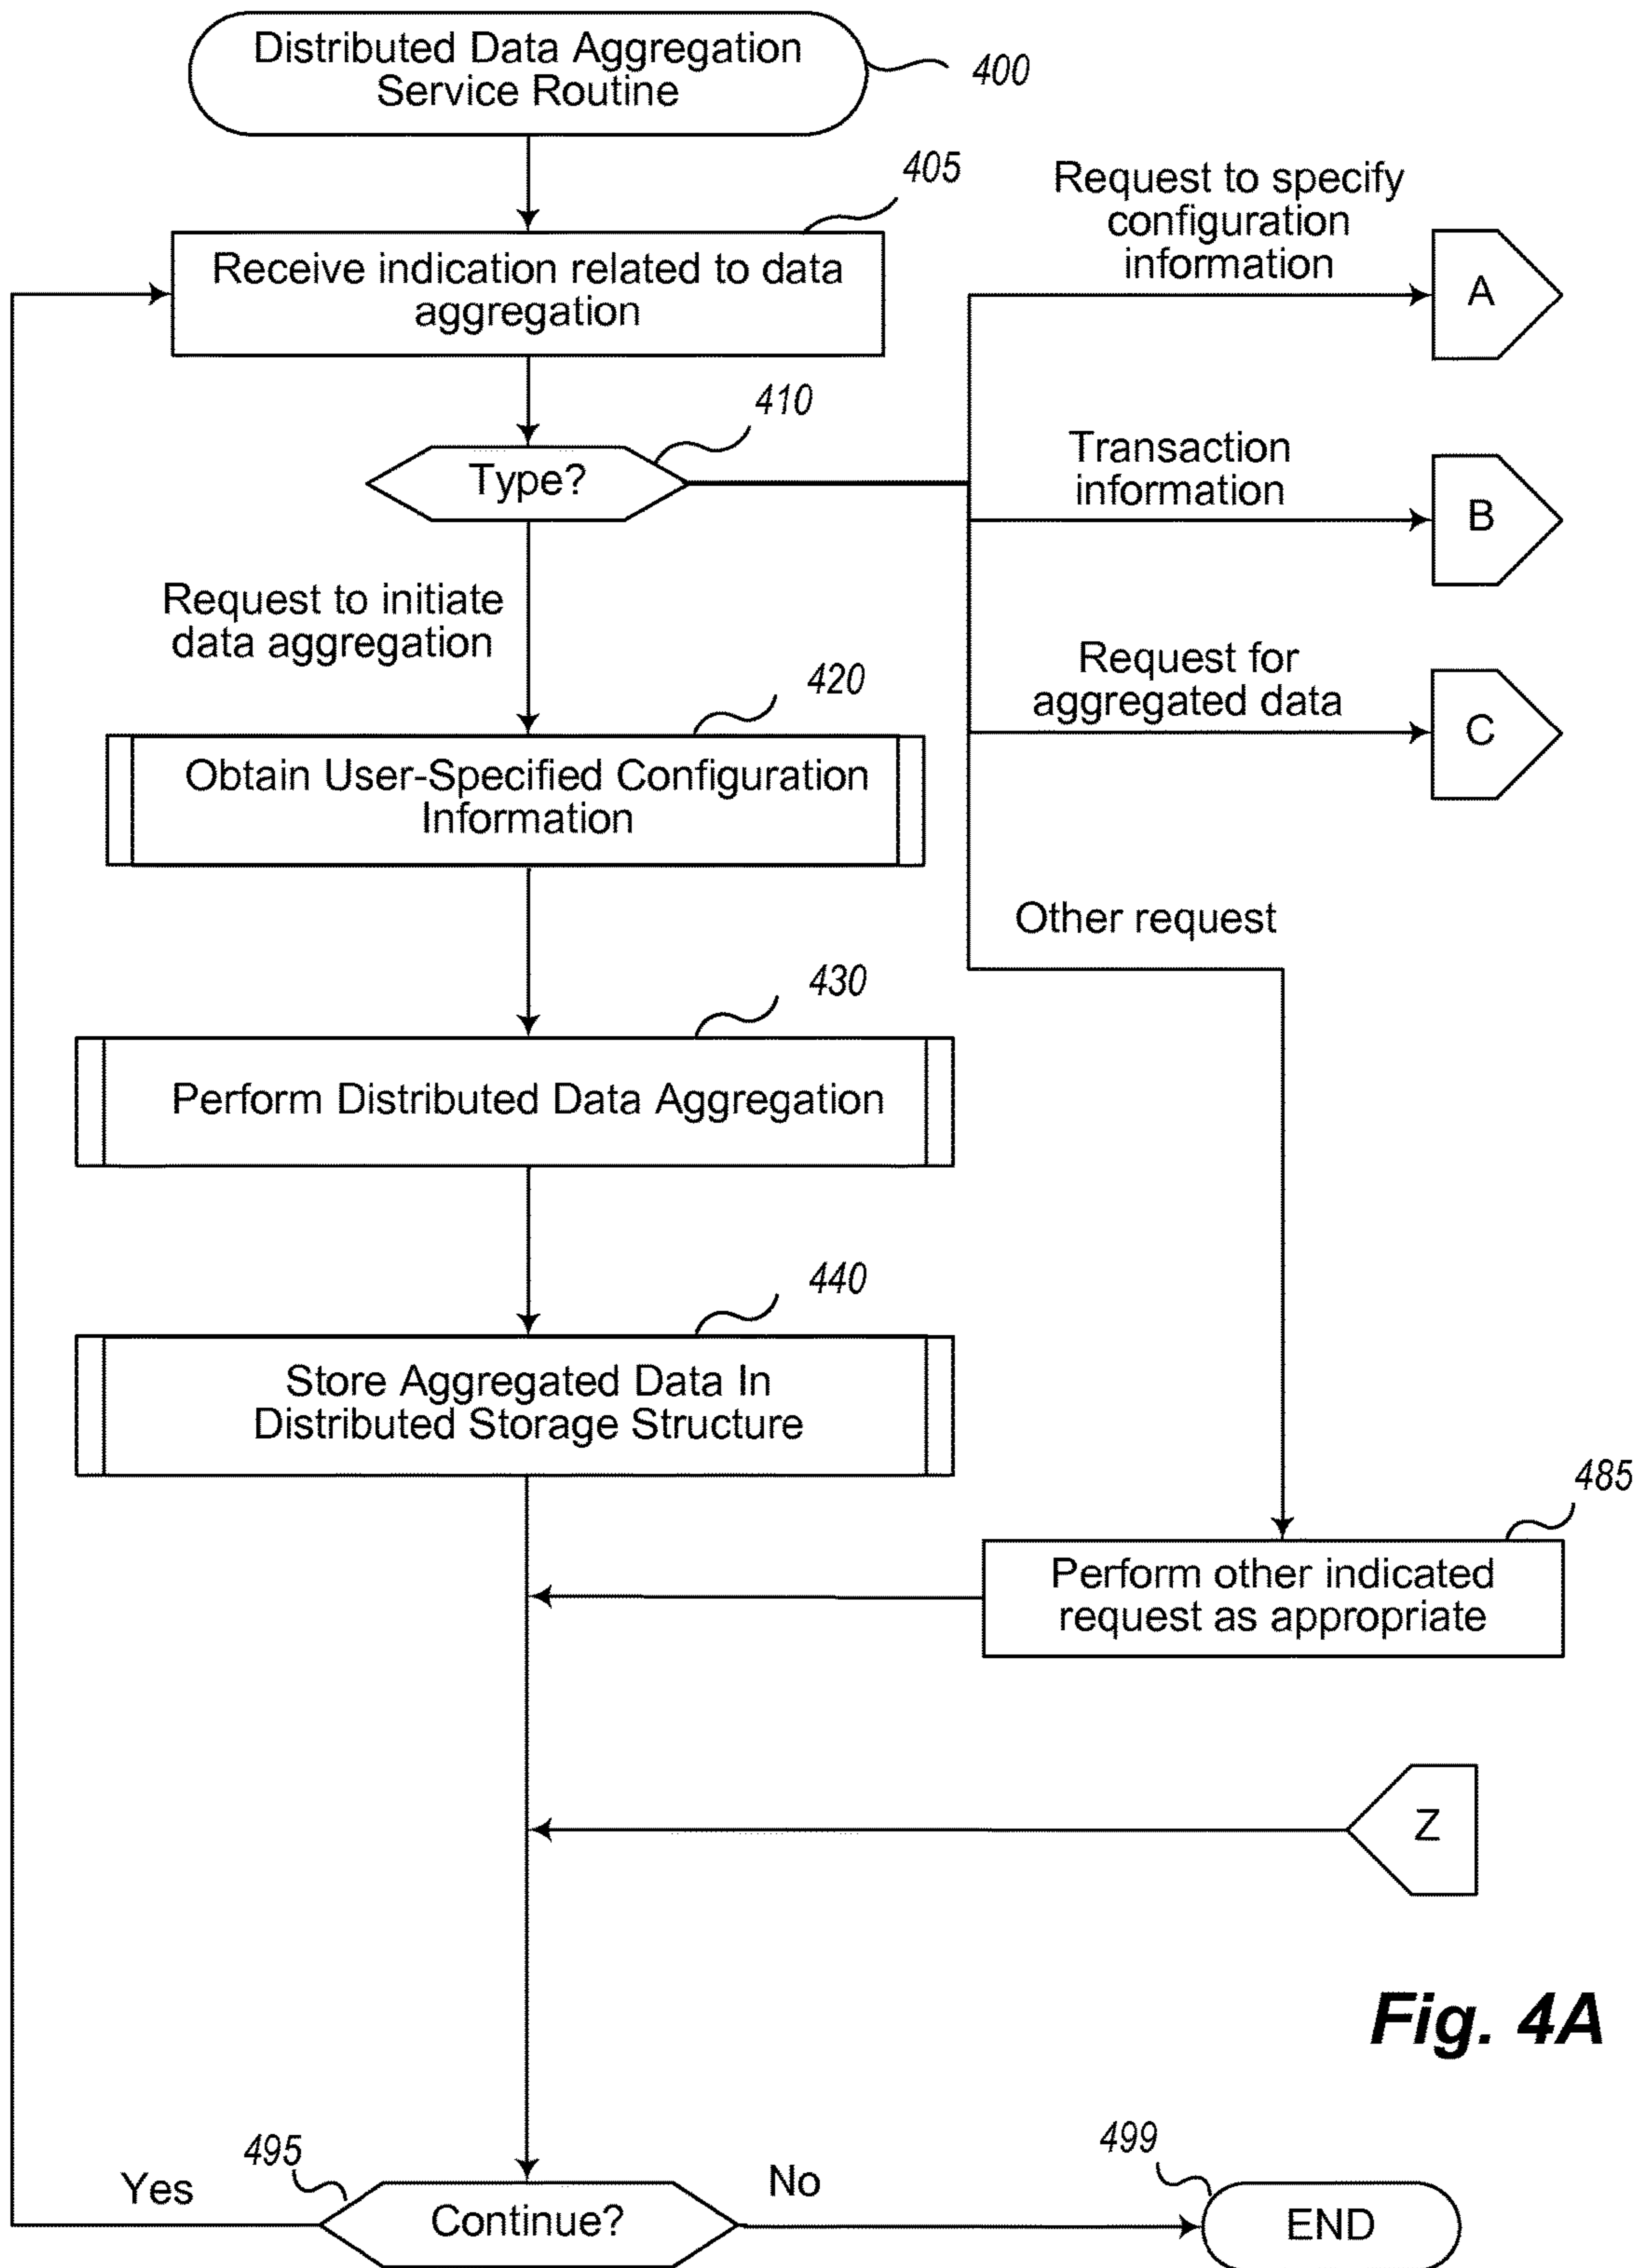 Distributed Data Aggregation
Service Routine
400
405
Receive indication related to data
aggregation
Request to specify
configuration
information
A
410
Type?
Transaction
information
B
Request to initiate
data aggregation
Request for
aggregated data
C
420
Obtain User-Specified Configuration
Information
Other request
430
Perform Distributed Data Aggregation
440
Store Aggregated Data In
Distributed Storage Structure
485
Perform other indicated
request as appropriate
Z
Fig. 4A
495
Yes
Continue?
No
499
END